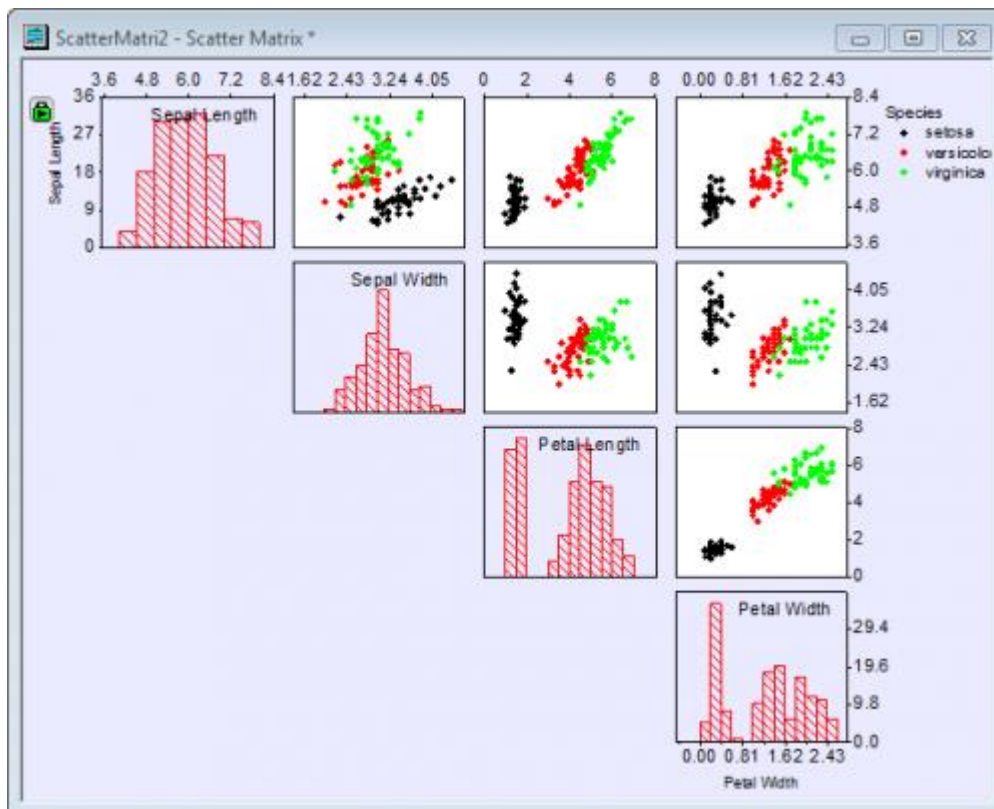 ScatterMatri2 - Scatter Matrix *
3.6 4.8 6.0 7.2 8.4 1.62 2.43 3.24 4.05 0 2 4 6 8 0.00 0.81 1.62 2.43
36
27
18
9
0
Sepal Length
Sepal Length
8.4
7.2
6.0
4.8
3.6
Species
setosa
versicolo
virginica
Sepal Width
4.05
3.24
2.43
1.62
Petal Length
8
6
4
2
0
Petal Width
29.4
19.6
9.8
0.0
0.00 0.81 1.62 2.43
Petal Width